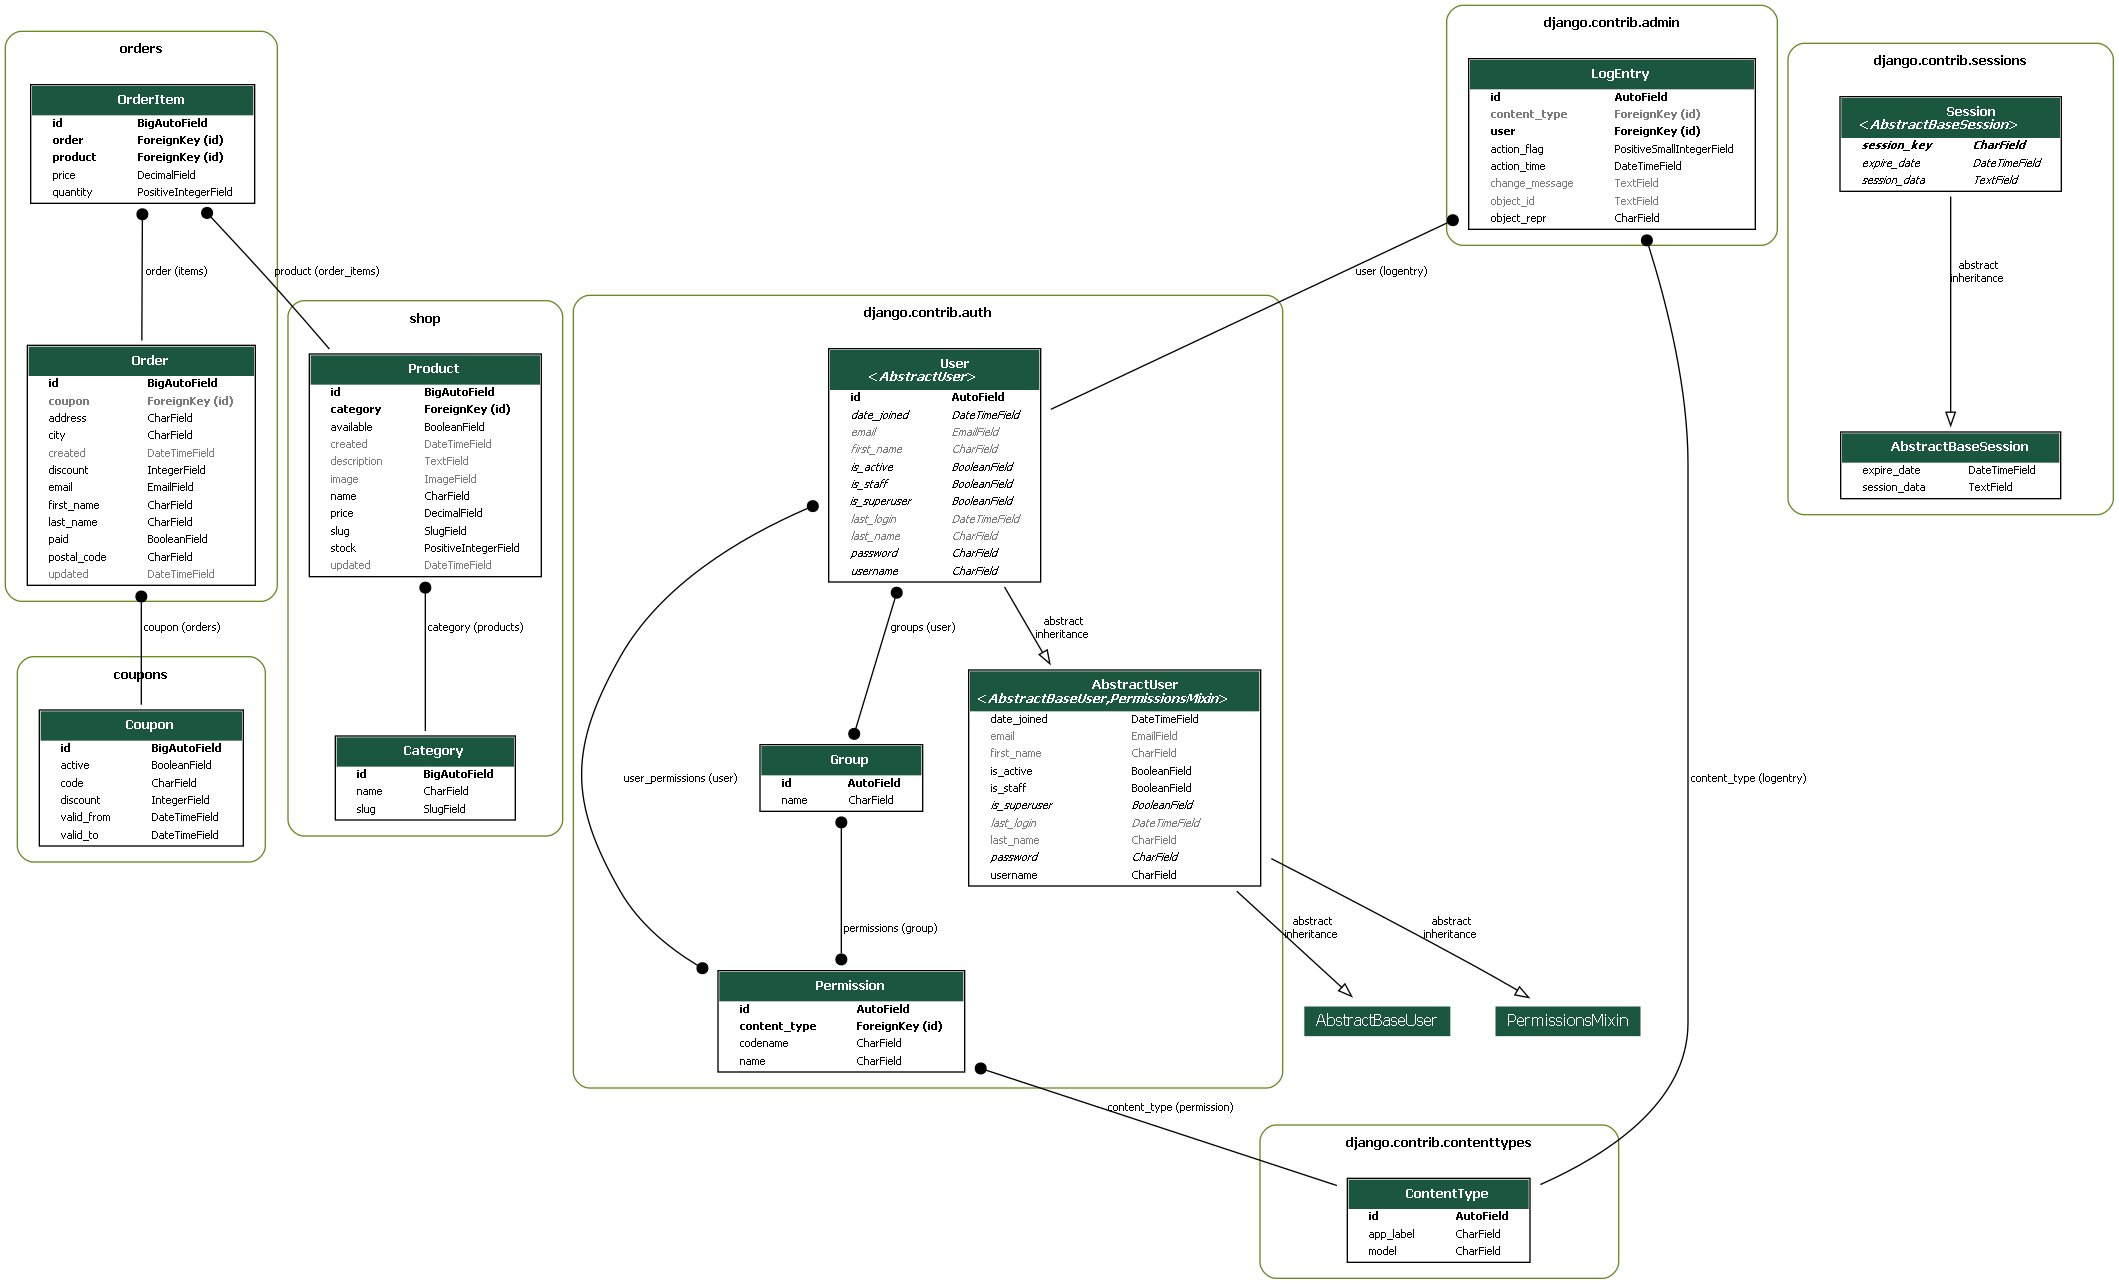 orders
OrderItem
id BigAutoField
order ForeignKey (id)
product ForeignKey (id)
price DecimalField
quantity PositiveIntegerField
order (items)
product (order_items)
Order
id BigAutoField
coupon ForeignKey (id)
address CharField
city CharField
created DateTimeField
discount IntegerField
email EmailField
first_name CharField
last_name CharField
paid BooleanField
postal_code CharField
updated DateTimeField
coupon (orders)
coupons
Coupon
id BigAutoField
active BooleanField
code CharField
discount IntegerField
valid_from DateTimeField
valid_to DateTimeField
shop
Product
id BigAutoField
category ForeignKey (id)
available BooleanField
created DateTimeField
description TextField
image ImageField
name CharField
price DecimalField
slug SlugField
stock PositiveIntegerField
updated DateTimeField
category (products)
Category
id BigAutoField
name CharField
slug SlugField
django.contrib.auth
User
<AbstractUser>
id AutoField
date_joined DateTimeField
email EmailField
first_name CharField
is_active BooleanField
is_staff BooleanField
is_superuser BooleanField
last_login DateTimeField
last_name CharField
password CharField
username CharField
groups (user)
abstract
inheritance
user_permissions (user)
Group
id AutoField
name CharField
permissions (group)
AbstractUser
<AbstractBaseUser,PermissionsMixin>
date_joined DateTimeField
email EmailField
first_name CharField
is_active BooleanField
is_staff BooleanField
is_superuser BooleanField
last_login DateTimeField
last_name CharField
password CharField
username CharField
abstract
inheritance
abstract
inheritance
AbstractBaseUser
PermissionsMixin
Permission
id AutoField
content_type ForeignKey (id)
codename CharField
name CharField
content_type (permission)
django.contrib.admin
LogEntry
id AutoField
content_type ForeignKey (id)
user ForeignKey (id)
action_flag PositiveSmallIntegerField
action_time DateTimeField
change_message TextField
object_id TextField
object_repr CharField
user (logentry)
content_type (logentry)
django.contrib.contenttypes
ContentType
id AutoField
app_label CharField
model CharField
django.contrib.sessions
Session
<AbstractBaseSession>
session_key CharField
expire_date DateTimeField
session_data TextField
abstract
inheritance
AbstractBaseSession
expire_date DateTimeField
session_data TextField